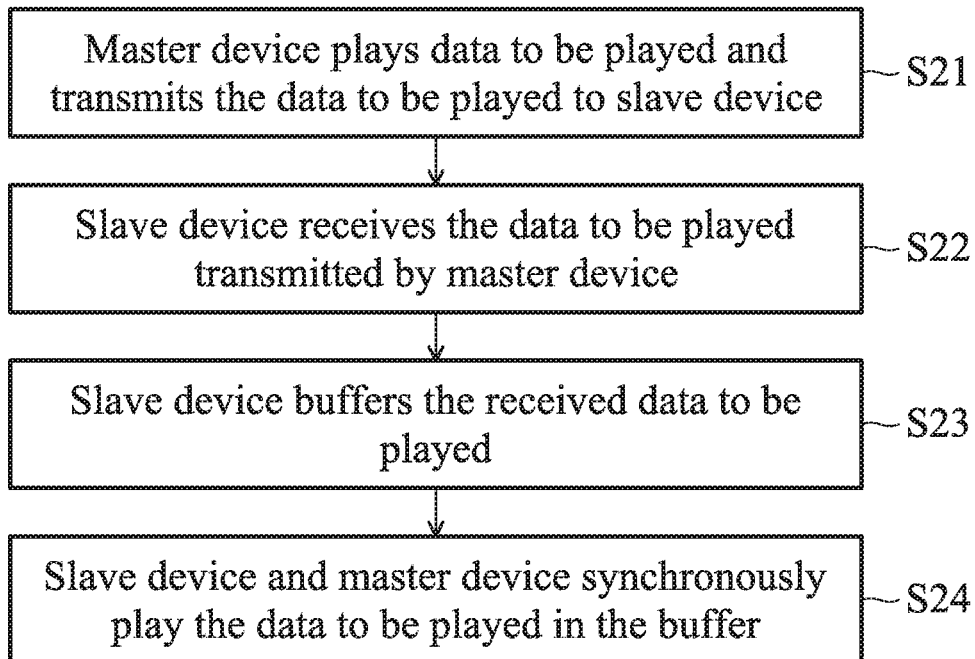 Master device plays data to be played and
transmits the data to be played to slave device
S21
Slave device receives the data to be played
transmitted by master device
S22
Slave device buffers the received data to be
played
S23
Slave device and master device synchronously
play the data to be played in the buffer
S24